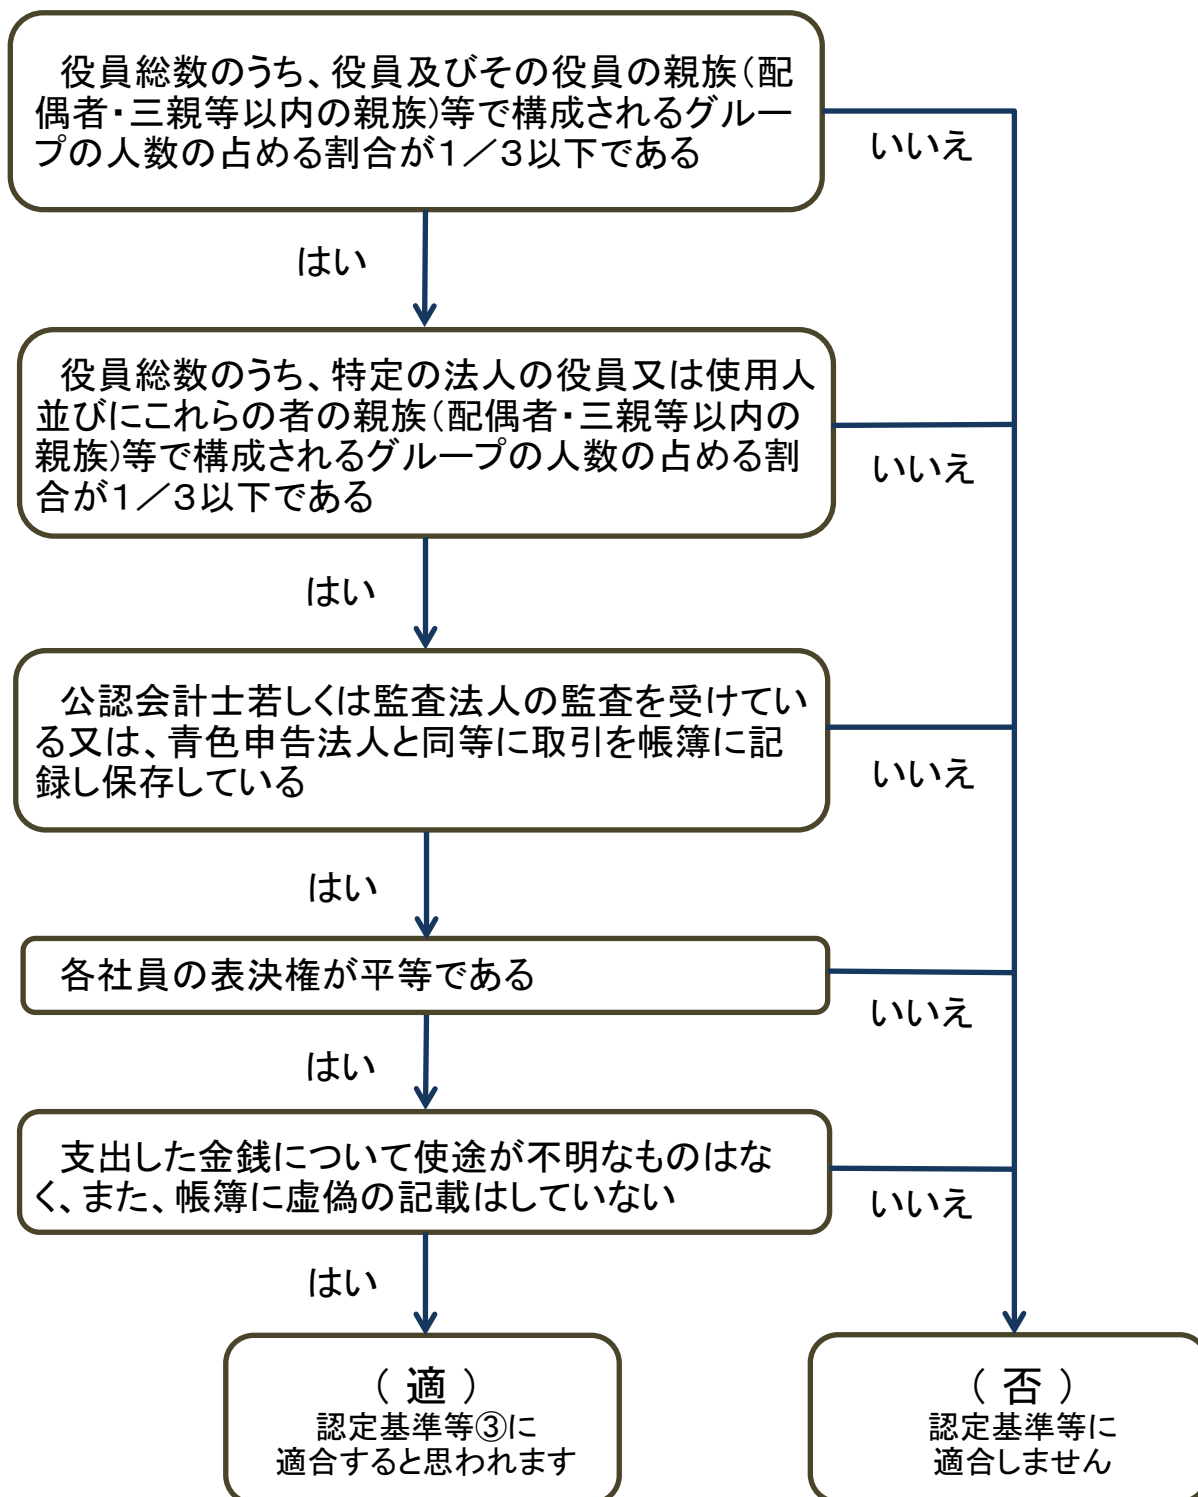 役員総数のうち、役員及びその役員の親族(配
偶者・三親等以内の親族)等で構成されるグルー
プの人数の占める割合が1/3以下である
いいえ
はい
役員総数のうち、特定の法人の役員又は使用人
並びにこれらの者の親族(配偶者・三親等以内の
親族)等で構成されるグループの人数の占める割
合が1/3以下である
いいえ
はい
公認会計士若しくは監査法人の監査を受けてい
る又は、青色申告法人と同等に取引を帳簿に記
録し保存している
いいえ
はい
各社員の表決権が平等である
いいえ
はい
支出した金銭について使途が不明なものはな
く、また、帳簿に虚偽の記載はしていない
いいえ
はい
(適)
認定基準等③に
適合すると思われます
(否)
認定基準等に
適合しません